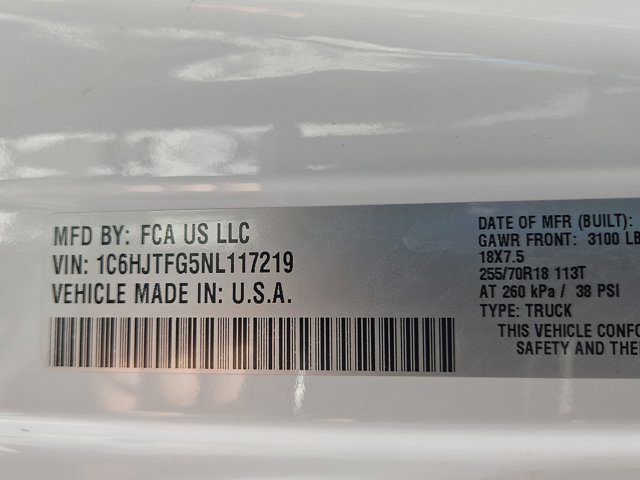 MFD BY: FCA US LLC
VIN: 1C6HJTFG5NL117219
VEHICLE MADE IN: U.S.A.
DATE OF MFR (BUILT):
GAWR FRONT: 3100 LB
18X7.5
255/70R18 113T
AT 260 kPa / 38 PSI
TYPE: TRUCK
THIS VEHICLE CONFO
SAFETY AND THE